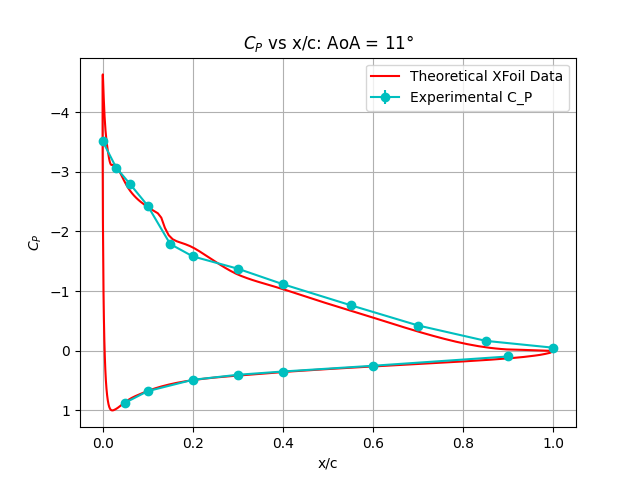 C_P vs x/c: AoA = 11°
Theoretical XFoil Data
Experimental C_P
−4
−3
−2
−1
0
1
C_P
0.0 0.2 0.4 0.6 0.8 1.0
x/c